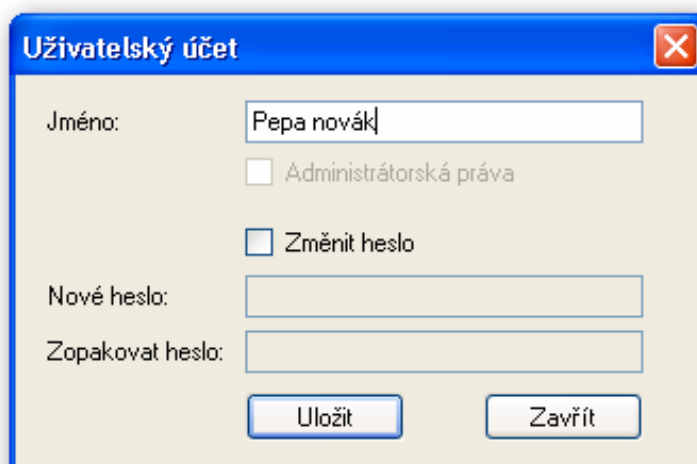 Uživatelský účet
Jméno: Pepa novák
Administrátorská práva
Změnit heslo
Nové heslo:
Zopakovat heslo:
Uložit Zavřít